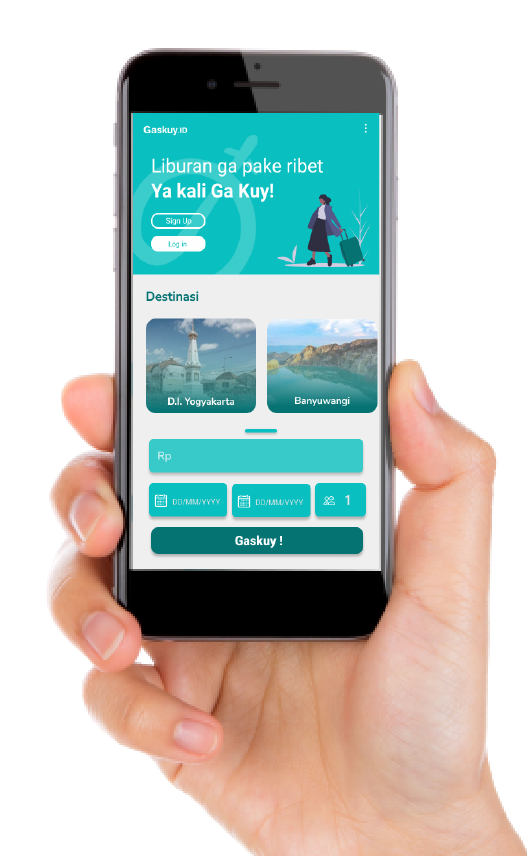 Gaskuy.ID
Liburan ga pake ribet
Ya kali Ga Kuy!
Sign Up
Log in
Destinasi
D.I. Yogyakarta
Banyuwangi
Rp
DD/MM/YYYY
DD/MM/YYYY
1
Gaskuy !